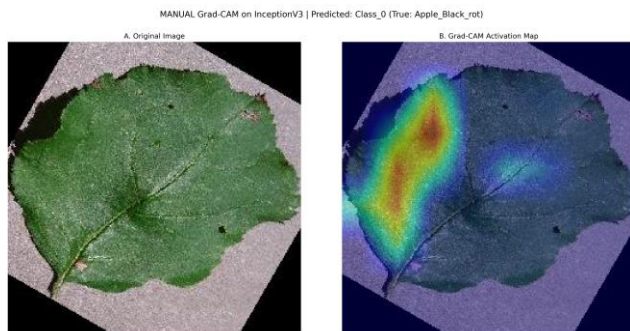 MANUAL Grad-CAM on InceptionV3 | Predicted: Class_0 (True: Apple_Black_rot)
A. Original Image
B. Grad-CAM Activation Map